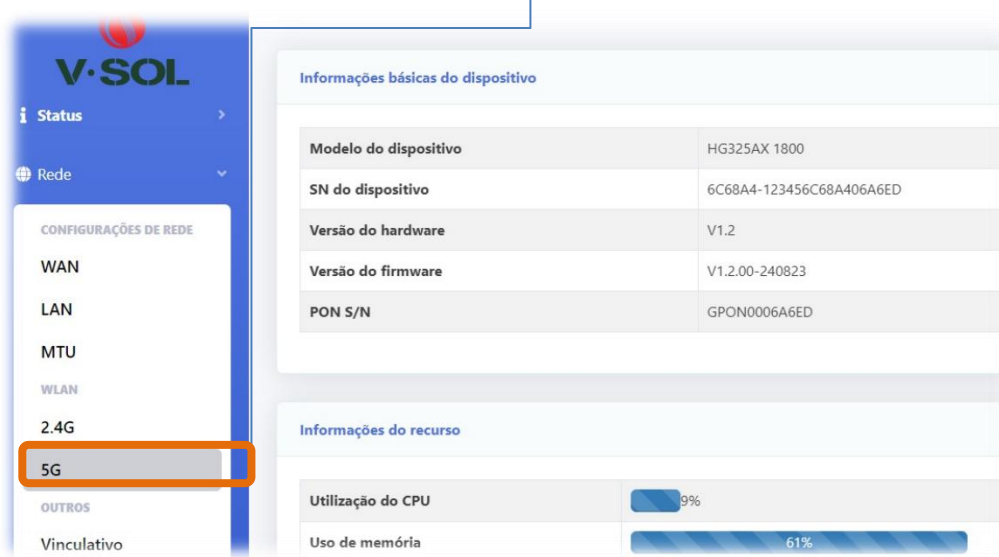 V·SOL
Status
Rede
CONFIGURAÇÕES DE REDE
WAN
LAN
MTU
WLAN
2.4G
5G
OUTROS
Vinculativo
Informações básicas do dispositivo
Modelo do dispositivo HG325AX 1800
SN do dispositivo 6C68A4-123456C68A406A6ED
Versão do hardware V1.2
Versão do firmware V1.2.00-240823
PON S/N GPON0006A6ED
Informações do recurso
Utilização do CPU 9%
Uso de memória 61%